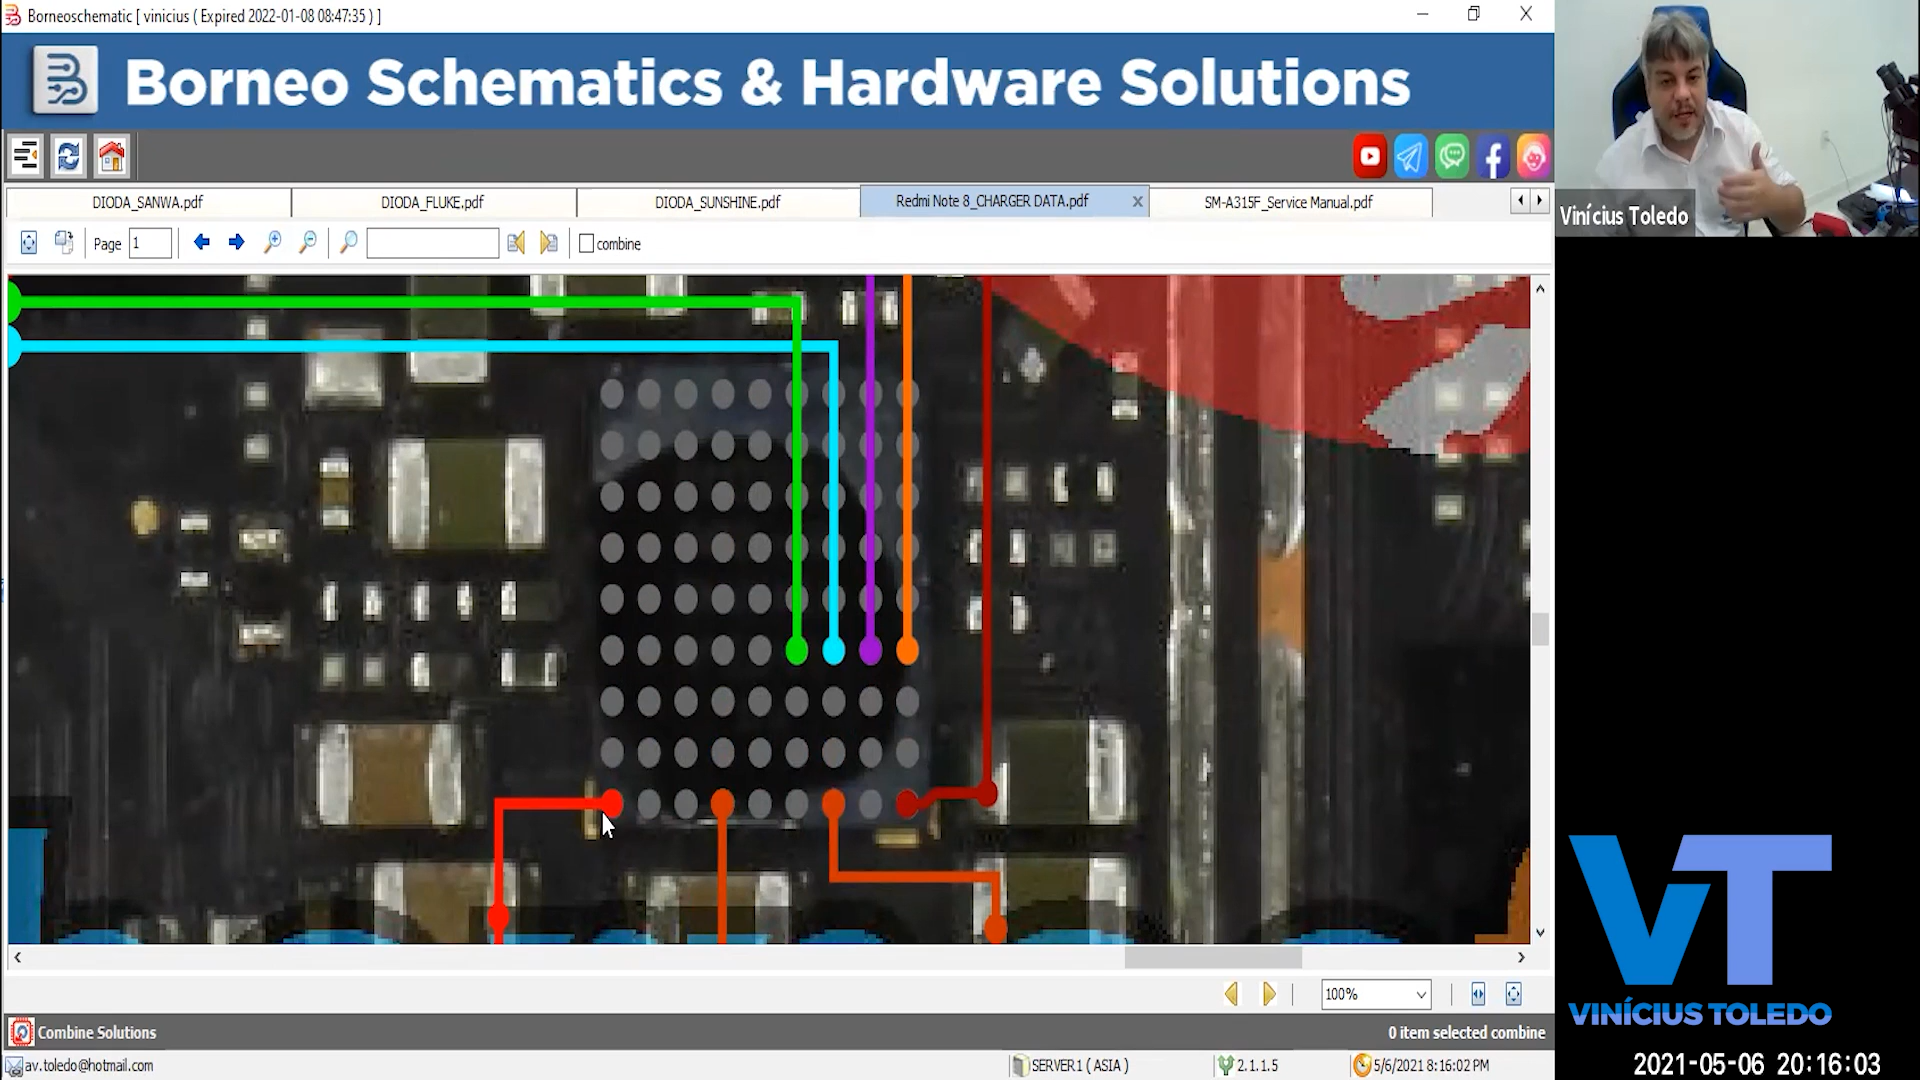 Borneoschematic [ vinicius ( Expired 2022-01-08 08:47:35 ) ]
Borneo Schematics & Hardware Solutions
DIODA_SANWA.pdf
DIODA_FLUKE.pdf
DIODA_SUNSHINE.pdf
Redmi Note 8_CHARGER DATA.pdf
SM-A315F_Service Manual.pdf
Page 1
combine
Vinícius Toledo
100%
Combine Solutions
0 item selected combine
av.toledo@hotmail.com
SERVER1 ( ASIA )
2.1.1.5
5/6/2021 8:16:02 PM
VT
VINÍCIUS TOLEDO
2021-05-06 20:16:03